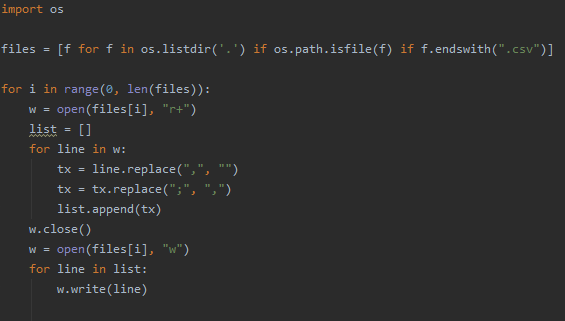 import os

files = [f for f in os.listdir('.') if os.path.isfile(f) if f.endswith(".csv")]

for i in range(0, len(files)):
    w = open(files[i], "r+")
    list = []
    for line in w:
        tx = line.replace(",", "")
        tx = tx.replace(";", ",")
        list.append(tx)
    w.close()
    w = open(files[i], "w")
    for line in list:
        w.write(line)